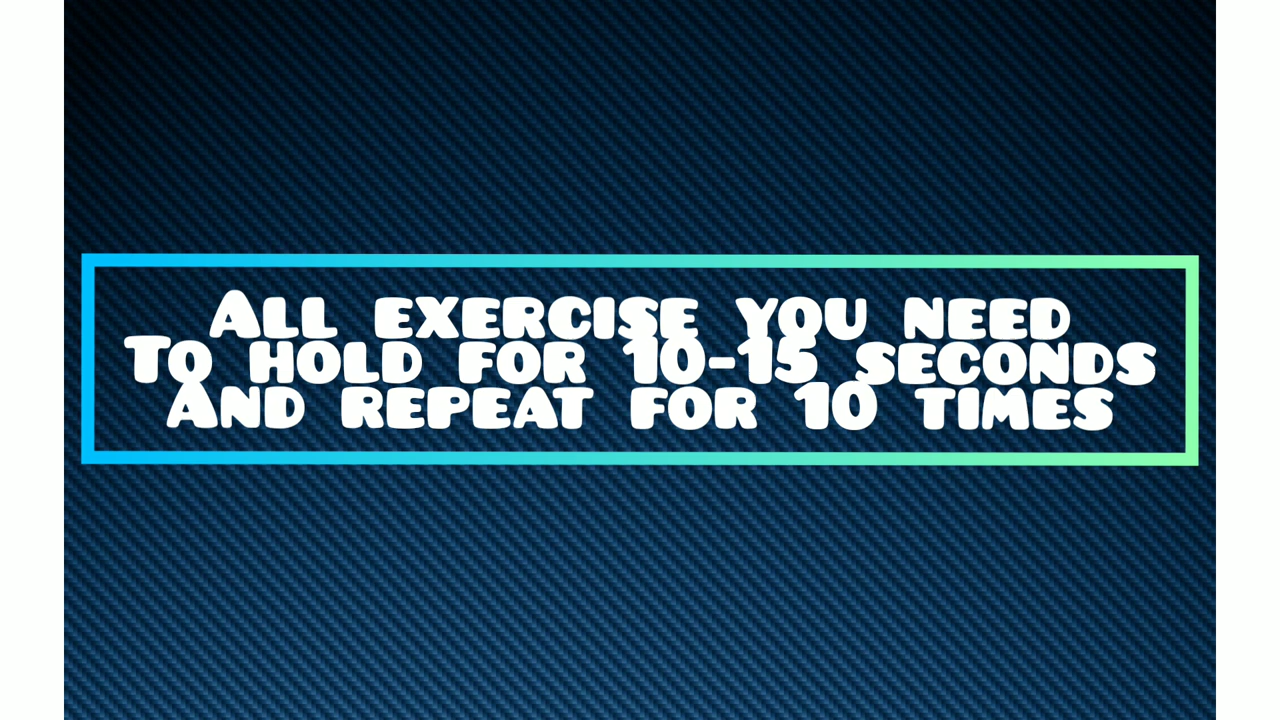 All exercise you need
To hold for 10-15 seconds
And repeat for 10 times